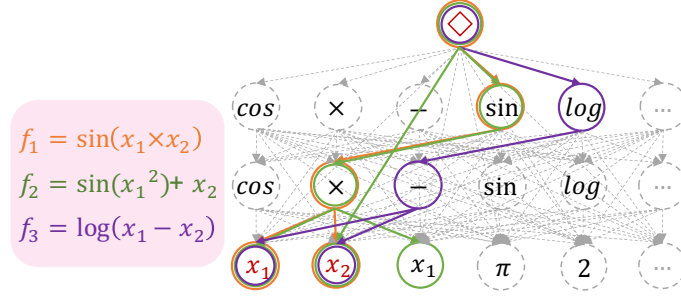 cos × − sin log ...
f₁ = sin(x₁×x₂)
f₂ = sin(x₁²)+ x₂
f₃ = log(x₁ − x₂)
cos × − sin log ...
x₁ x₂ x₁ π 2 ...